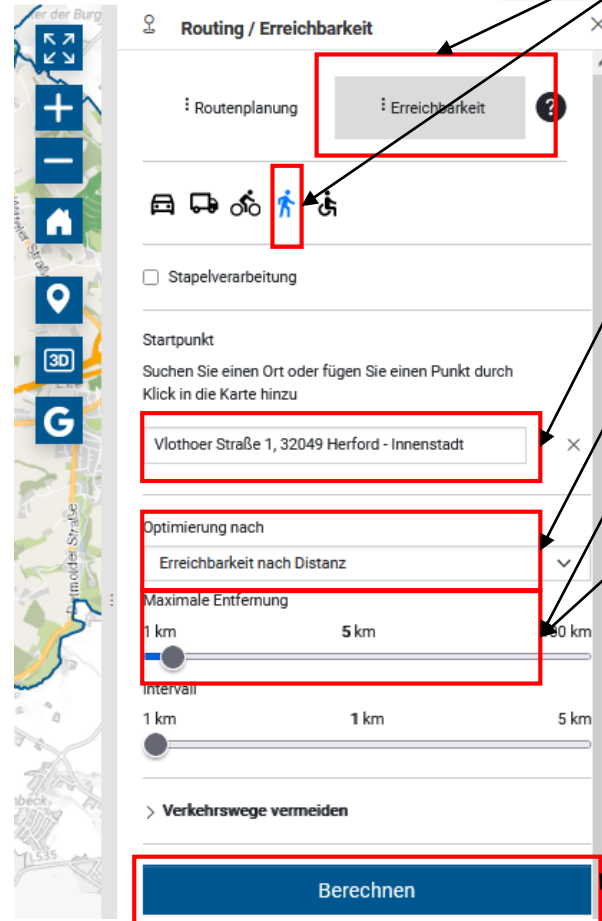 Routing / Erreichbarkeit
Routenplanung
Erreichbarkeit
?
Stapelverarbeitung
Startpunkt
Suchen Sie einen Ort oder fügen Sie einen Punkt durch
Klick in die Karte hinzu
Vlothoer Straße 1, 32049 Herford - Innenstadt
Optimierung nach
Erreichbarkeit nach Distanz
Maximale Entfernung
1 km 5 km
Intervall
1 km 1 km 5 km
Verkehrswege vermeiden
Berechnen
3D
G
Detmolder Straße
L535